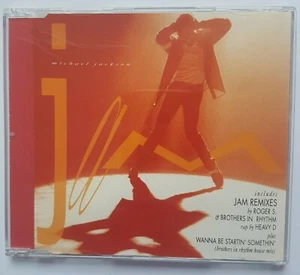 michael jackson
jam
includes
JAM REMIXES
by ROGER S.
& BROTHERS IN RHYTHM
rap by HEAVY D
plus
WANNA BE STARTIN' SOMETHIN'
(brothers in rhythm house mix)